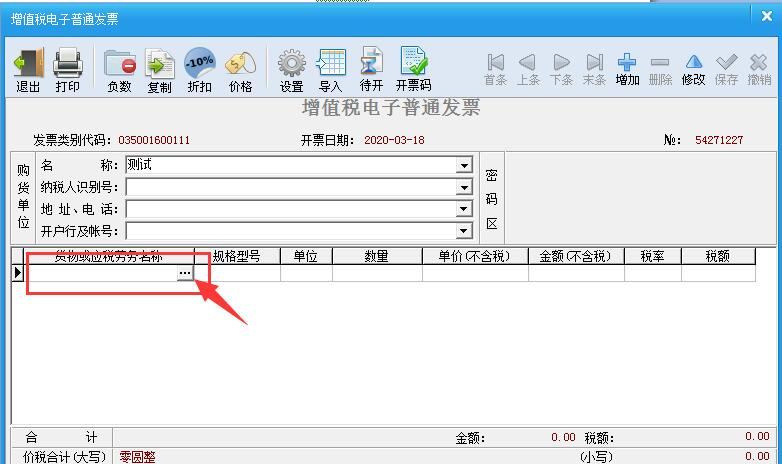 增值税电子普通发票
退出 打印 负数 复制 -10% 折扣 价格 设置 导入 待开 开票码 首条 上条 下条 末条 增加 删除 修改 保存 撤销
增值税电子普通发票
发票类别代码: 035001600111 开票日期: 2020-03-18 №: 54271227
购货单位
名 称: 测试
纳税人识别号:
地 址、电 话:
开户行及帐号:
密码区
货物或应税劳务名称 规格型号 单位 数量 单价(不含税) 金额(不含税) 税率 税额
合 计 金额: 0.00 税额: 0.00
价税合计(大写) 零圆整 (小写) 0.00